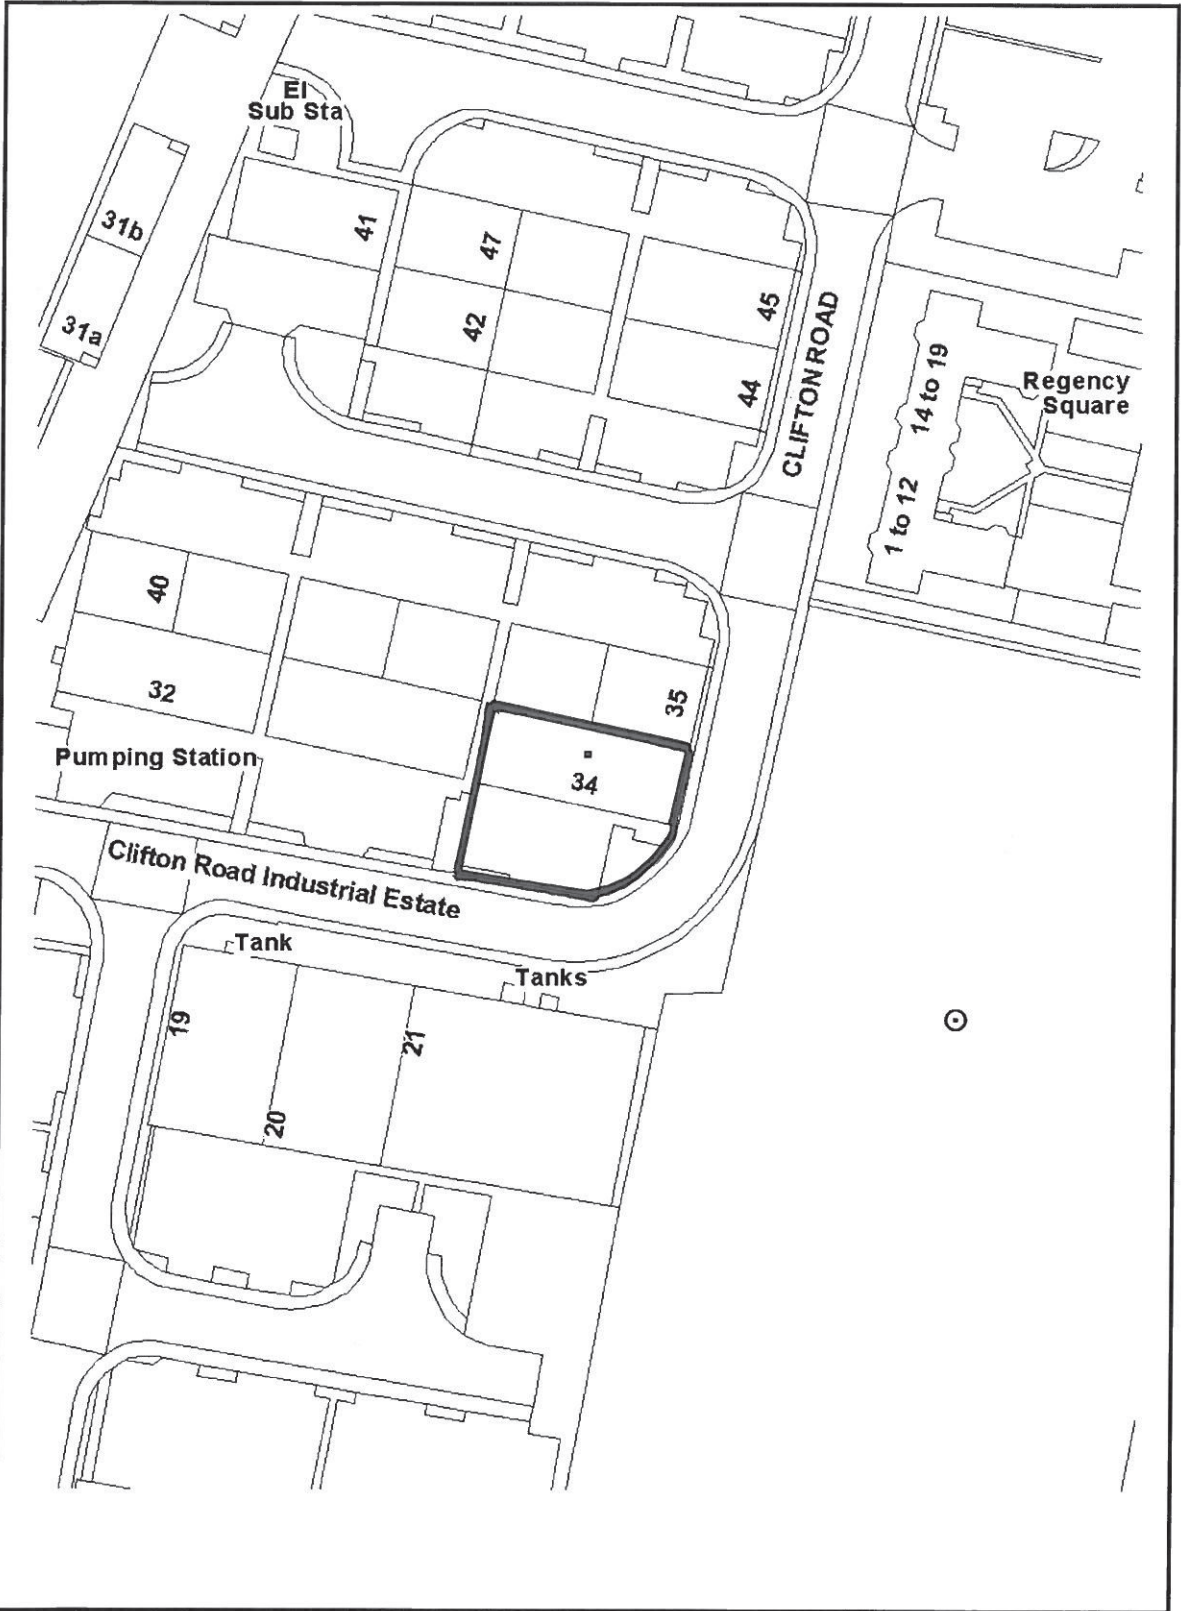 El
Sub Sta
31b
31a
41
47
42
45
44
CLIFTON ROAD
Regency
Square
14 to 19
1 to 12
40
32
35
34
Pumping Station
Clifton Road Industrial Estate
Tank
Tanks
19
20
21